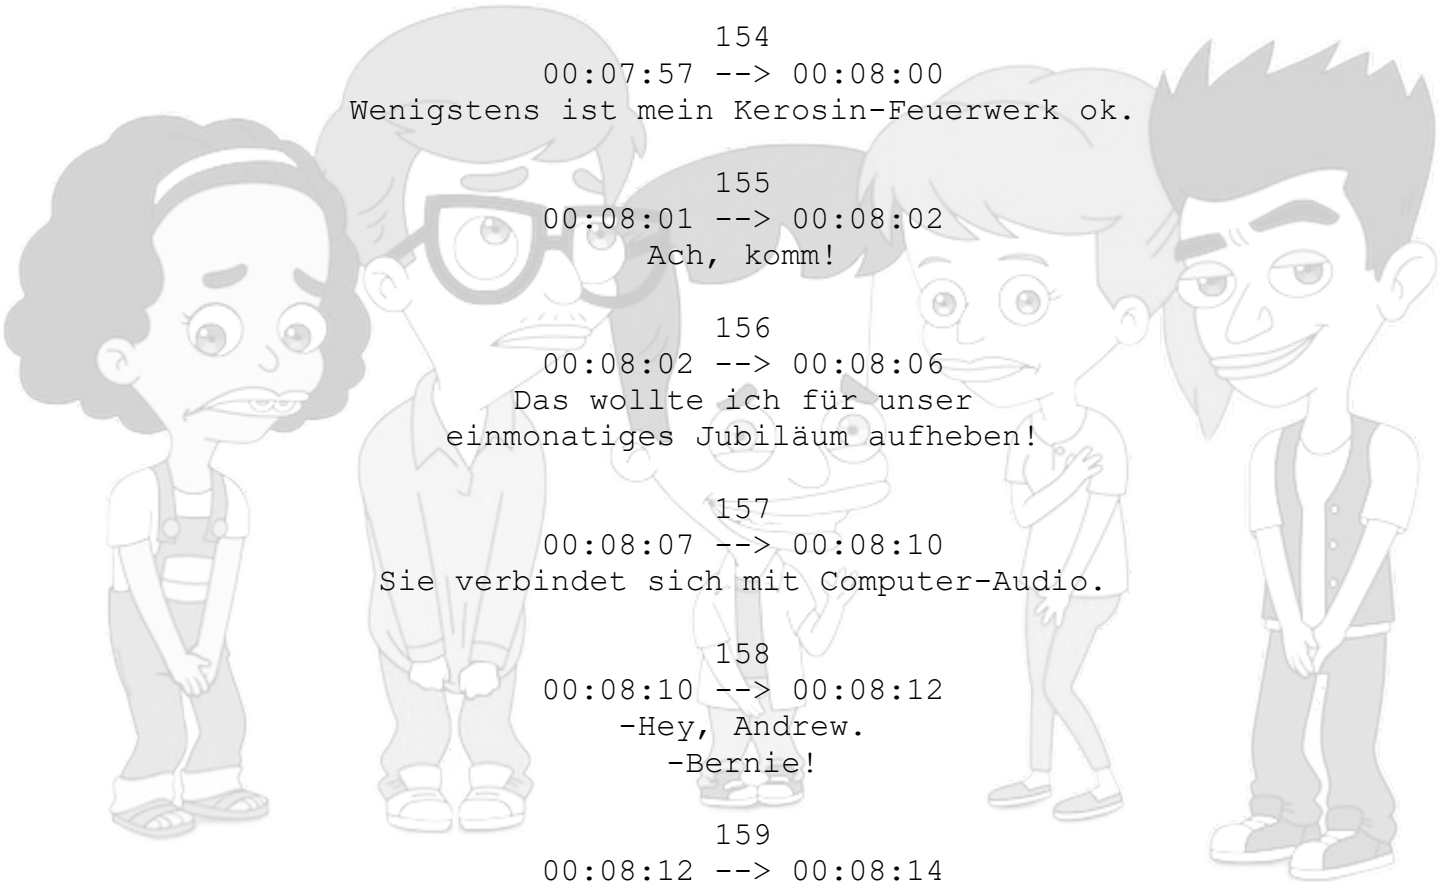 154
00:07:57 --> 00:08:00
Wenigstens ist mein Kerosin-Feuerwerk ok.
155
00:08:01 --> 00:08:02
Ach, komm!
156
00:08:02 --> 00:08:06
Das wollte ich für unser
einmonatiges Jubiläum aufheben!
157
00:08:07 --> 00:08:10
Sie verbindet sich mit Computer-Audio.
158
00:08:10 --> 00:08:12
-Hey, Andrew.
-Bernie!
159
00:08:12 --> 00:08:14